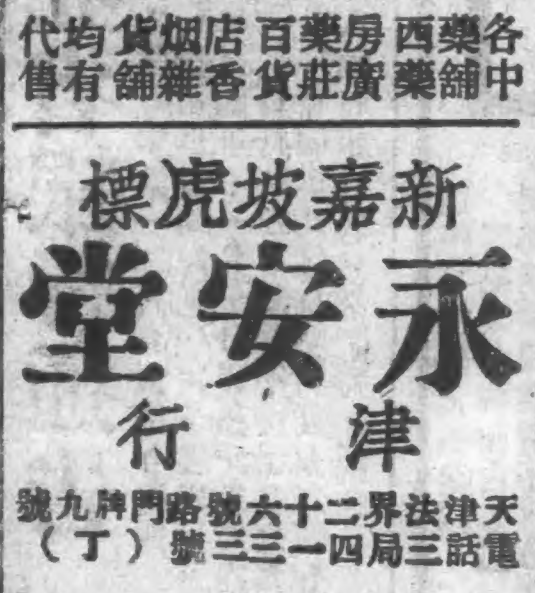 各中藥舖西藥房廣藥莊百貨店香烟雜貨舖均有代售
新嘉坡虎標
永安堂
津行
天津法界二十六號路門牌九號
電話三局四一三三號（丁）